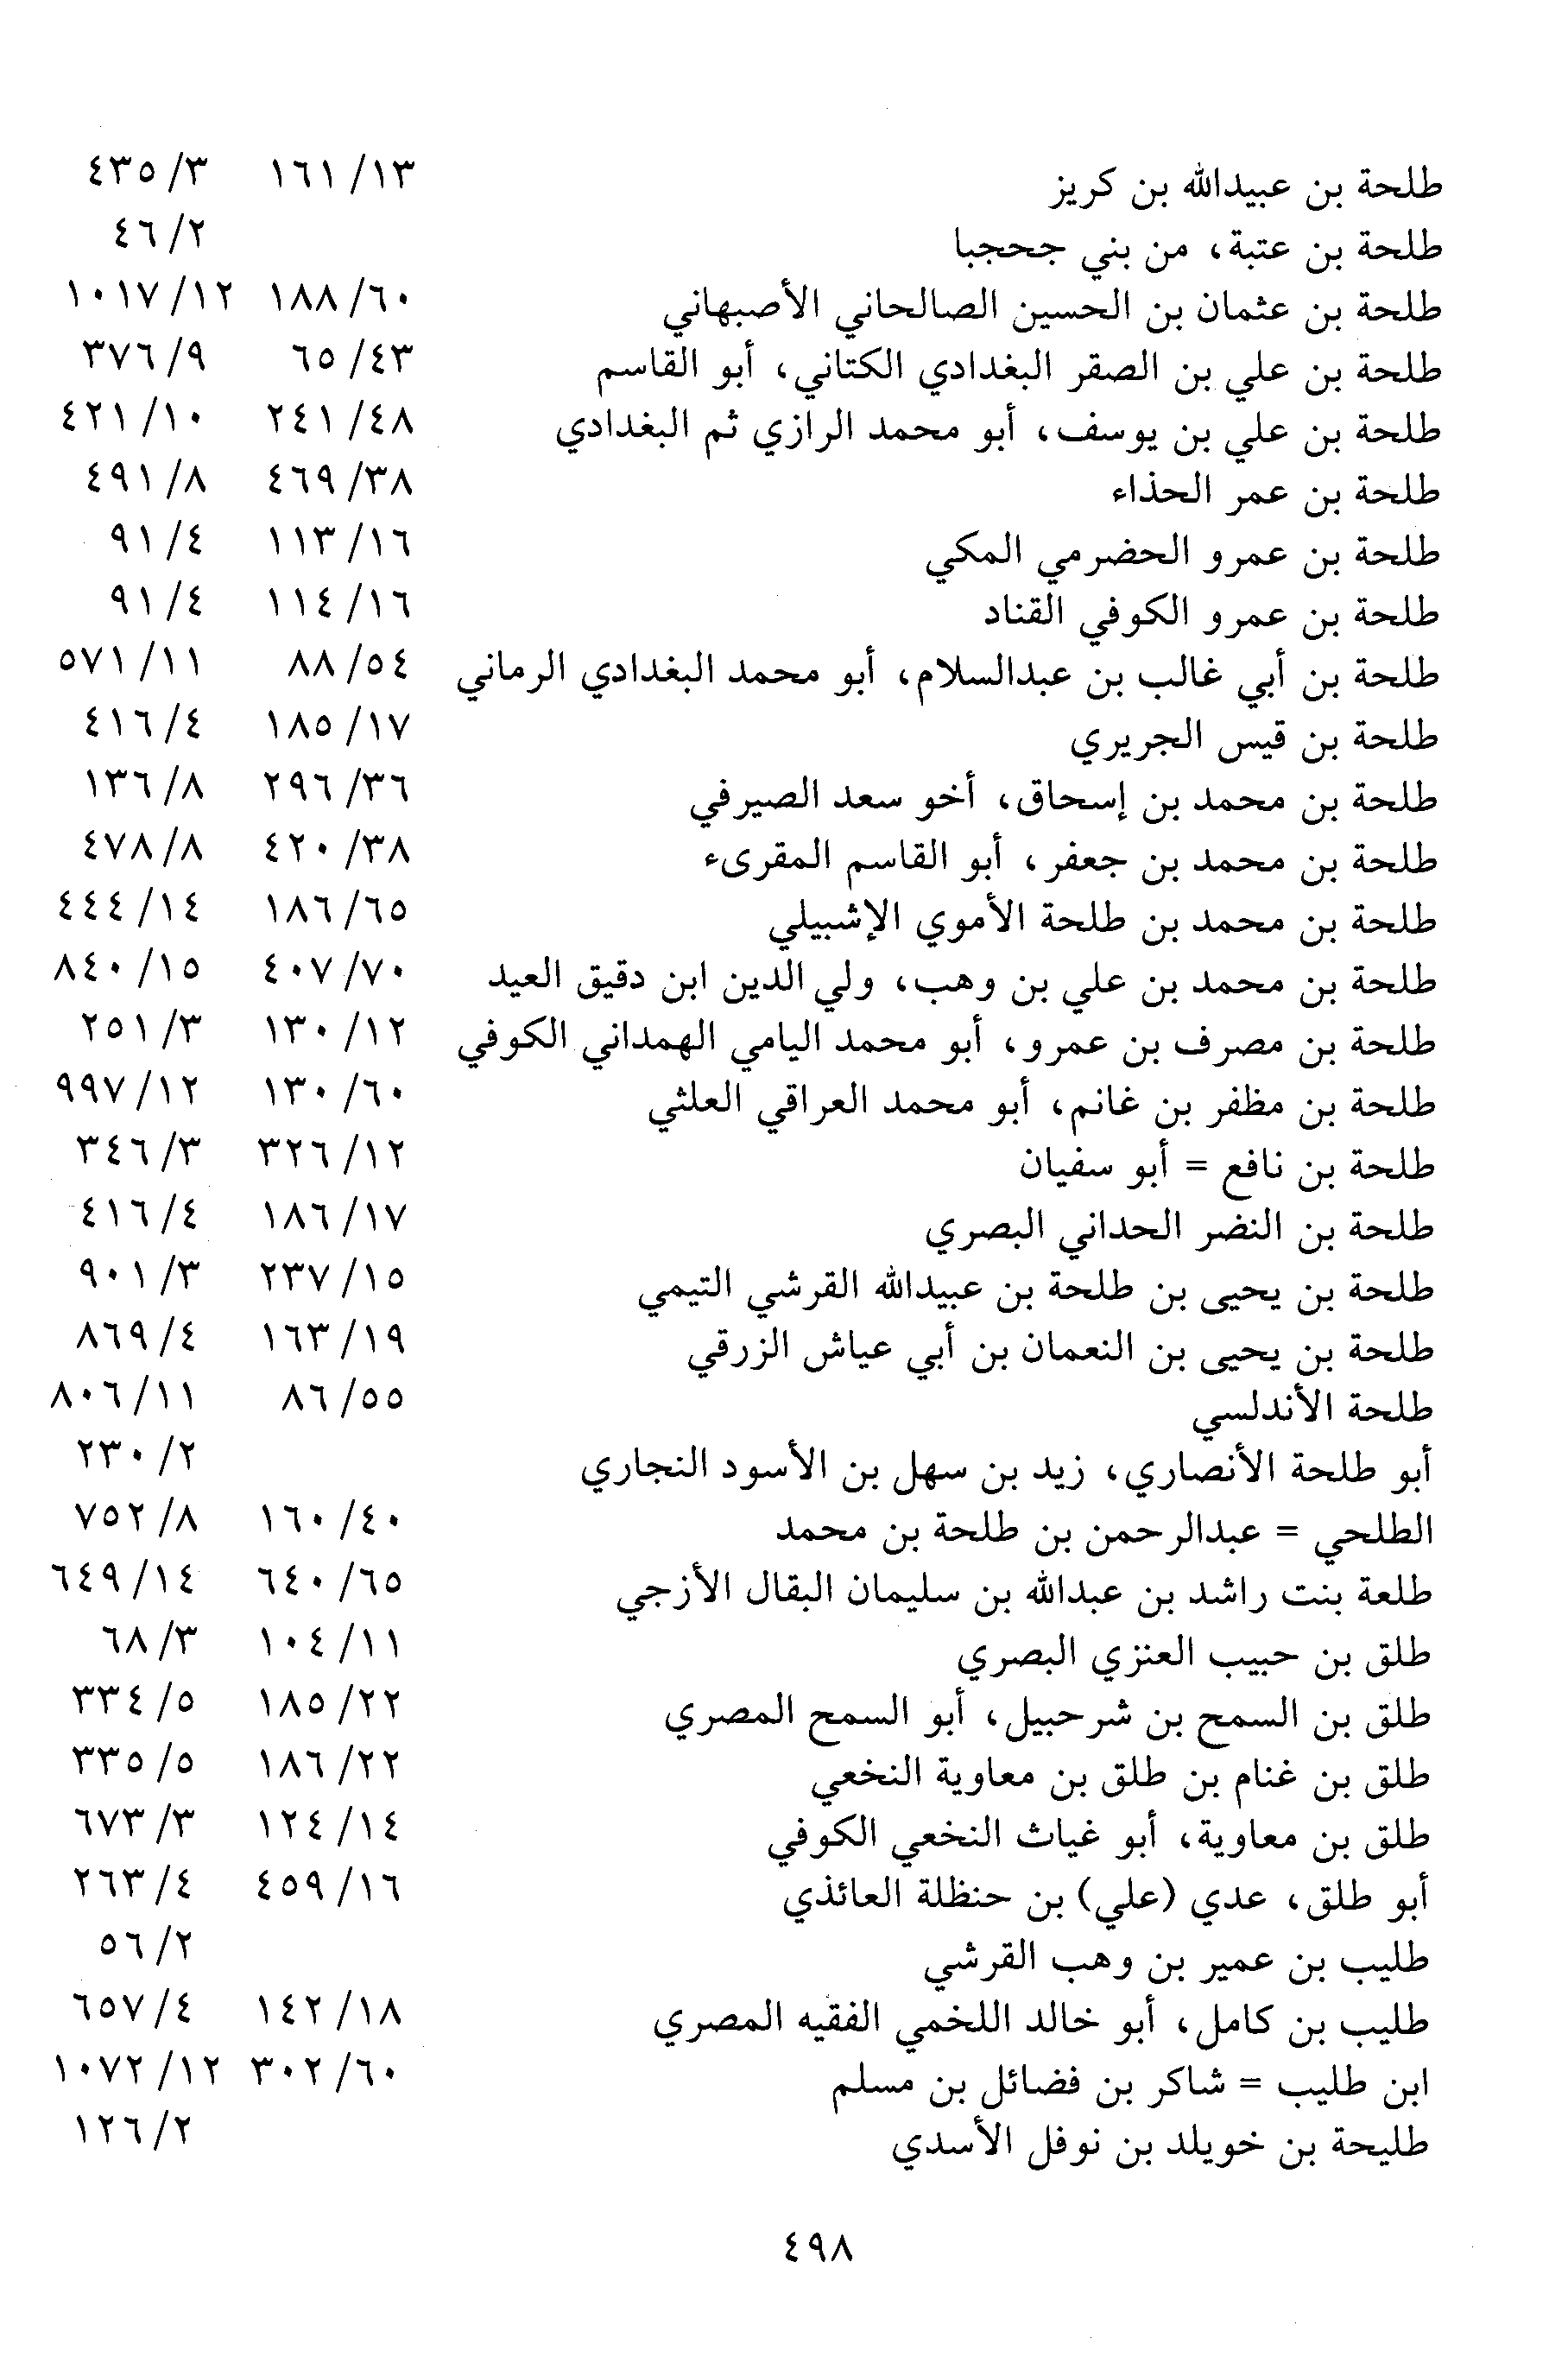 طلحة بن عبيدالله بن كريز ١٣/ ١٦١ ٣/ ٤٣٥
طلحة بن عتبة، من بني جحجبا ٢/ ٤٦
طلحة بن عثمان بن الحسين الصالحاني الأصبهاني ٦٠/ ١٨٨ ١٢/ ١٠١٧
طلحة بن علي بن الصقر البغدادي الكتاني، أبو القاسم ٤٣/ ٦٥ ٩/ ٣٧٦
طلحة بن علي بن يوسف، أبو محمد الرازي ثم البغدادي ٤٨/ ٢٤١ ١٠/ ٤٢١
طلحة بن عمر الحذاء ٣٨/ ٤٦٩ ٨/ ٤٩١
طلحة بن عمرو الحضرمي المكي ١٦/ ١١٣ ٤/ ٩١
طلحة بن عمرو الكوفي القناد ١٦/ ١١٤ ٤/ ٩١
طلحة بن أبي غالب بن عبدالسلام، أبو محمد البغدادي الرماني ٥٤/ ٨٨ ١١/ ٥٧١
طلحة بن قيس الجريري ١٧/ ١٨٥ ٤/ ٤١٦
طلحة بن محمد بن إسحاق، أخو سعد الصيرفي ٣٦/ ٢٩٦ ٨/ ١٣٦
طلحة بن محمد بن جعفر، أبو القاسم المقرىء ٣٨/ ٤٢٠ ٨/ ٤٧٨
طلحة بن محمد بن طلحة الأموي الإشبيلي ٦٥/ ١٨٦ ١٤/ ٤٤٤
طلحة بن محمد بن علي بن وهب، ولي الدين ابن دقيق العيد ٧٠/ ٤٠٧ ١٥/ ٨٤٠
طلحة بن مصرف بن عمرو، أبو محمد اليامي الهمداني الكوفي ١٢/ ١٣٠ ٣/ ٢٥١
طلحة بن مظفر بن غانم، أبو محمد العراقي العلثي ٦٠/ ١٣٠ ١٢/ ٩٩٧
طلحة بن نافع = أبو سفيان ١٢/ ٣٢٦ ٣/ ٣٤٦
طلحة بن النضر الحداني البصري ١٧/ ١٨٦ ٤/ ٤١٦
طلحة بن يحيى بن طلحة بن عبيدالله القرشي التيمي ١٥/ ٢٣٧ ٣/ ٩٠١
طلحة بن يحيى بن النعمان بن أبي عياش الزرقي ١٩/ ١٦٣ ٤/ ٨٦٩
طلحة الأندلسي ٥٥/ ٨٦ ١١/ ٨٠٦
أبو طلحة الأنصاري، زيد بن سهل بن الأسود النجاري ٢/ ٢٣٠
الطلحي = عبدالرحمن بن طلحة بن محمد ٤٠/ ١٦٠ ٨/ ٧٥٢
طلعة بنت راشد بن عبدالله بن سليمان البقال الأزجي ٦٥/ ٦٤٠ ١٤/ ٦٤٩
طلق بن حبيب العنزي البصري ١١/ ١٠٤ ٣/ ٦٨
طلق بن السمح بن شرحبيل، أبو السمح المصري ٢٢/ ١٨٥ ٥/ ٣٣٤
طلق بن غنام بن طلق بن معاوية النخعي ٢٢/ ١٨٦ ٥/ ٣٣٥
طلق بن معاوية، أبو غياث النخعي الكوفي ١٤/ ١٢٤ ٣/ ٦٧٣
أبو طلق، عدي (علي) بن حنظلة العائذي ١٦/ ٤٥٩ ٤/ ٢٦٣
طليب بن عمير بن وهب القرشي ٢/ ٥٦
طليب بن كامل، أبو خالد اللخمي الفقيه المصري ١٨/ ١٤٢ ٤/ ٦٥٧
ابن طليب = شاكر بن فضائل بن مسلم ٦٠/ ٣٠٢ ١٢/ ١٠٧٢
طليحة بن خويلد بن نوفل الأسدي ٢/ ١٢٦
٤٩٨